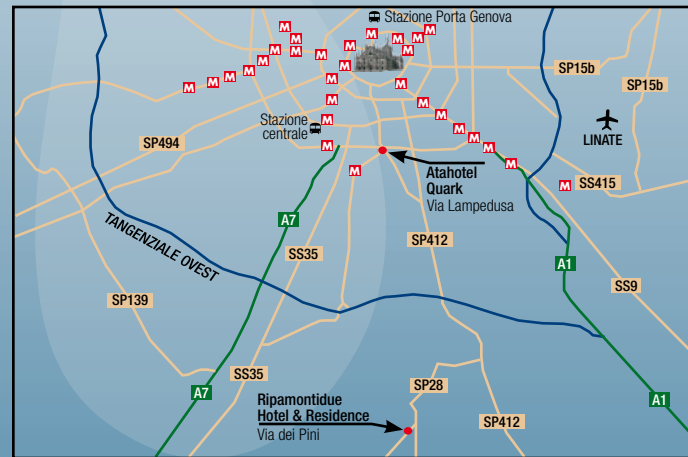 M M M M M M M M M M M M M M M M M M M M M M M M M M M M M M
Stazione Porta Genova
SP15b
SP15b
Stazione
centrale
LINATE
SP494
Atahotel
Quark
Via Lampedusa
SS415
A7
TANGENZIALE OVEST
SP412
SS35
A1
SP139
SS9
SS35
A7
SP28
Ripamontidue
Hotel & Residence
Via dei Pini
SP412
A1